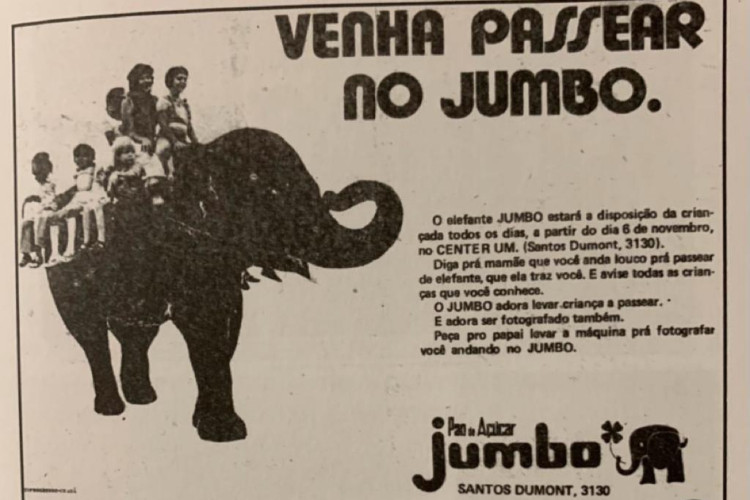 VENHA PASSEAR
NO JUMBO.
O elefante JUMBO estará a disposição da crian-
çada todos os dias, a partir do dia 6 de novembro,
no CENTER UM. (Santos Dumont, 3130).
Diga prá mamãe que você anda louco prá passear
de elefante, que ela traz você. E avise todas as crian-
ças que você conhece.
O JUMBO adora levar criança a passear.
E adora ser fotografado também.
Peça pro papai levar a máquina prá fotografar
você andando no JUMBO.
Pão de Açúcar
jumbo
SANTOS DUMONT, 3130